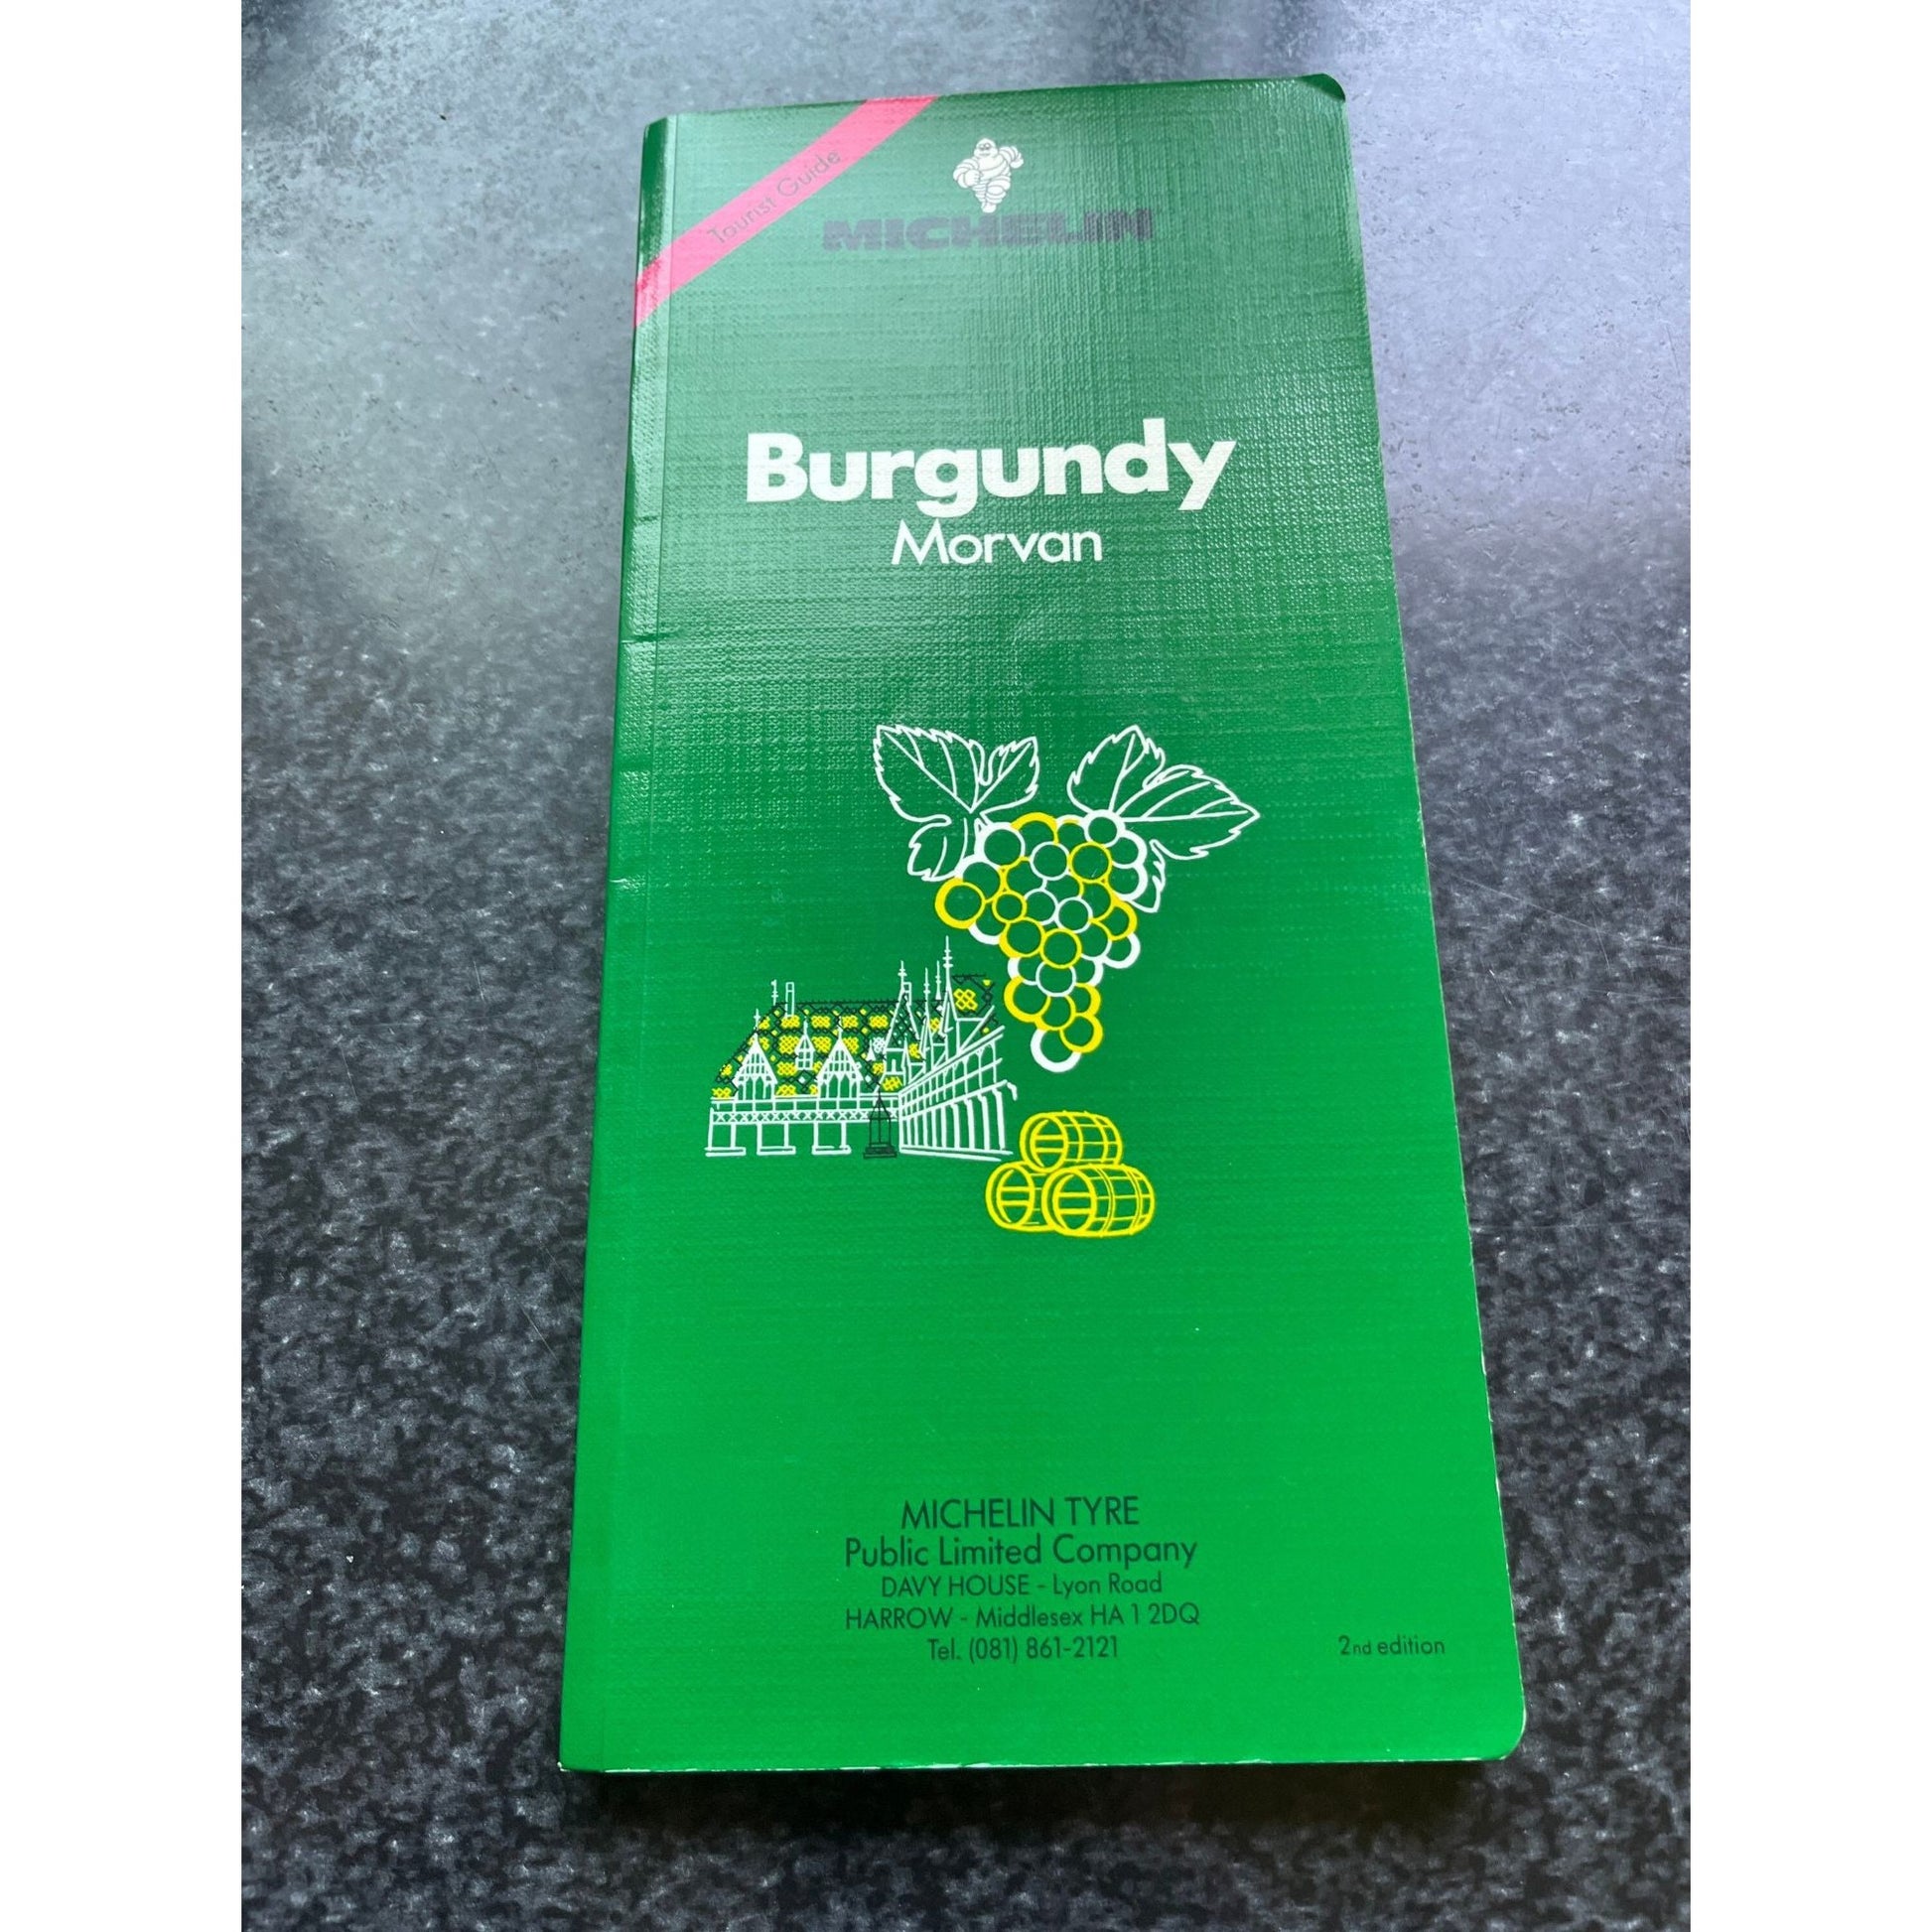 Tourist Guide
MICHELIN
Burgundy
Morvan
MICHELIN TYRE
Public Limited Company
DAVY HOUSE - Lyon Road
HARROW - Middlesex HA 1 2DQ
Tel. (081) 861-2121
2nd edition